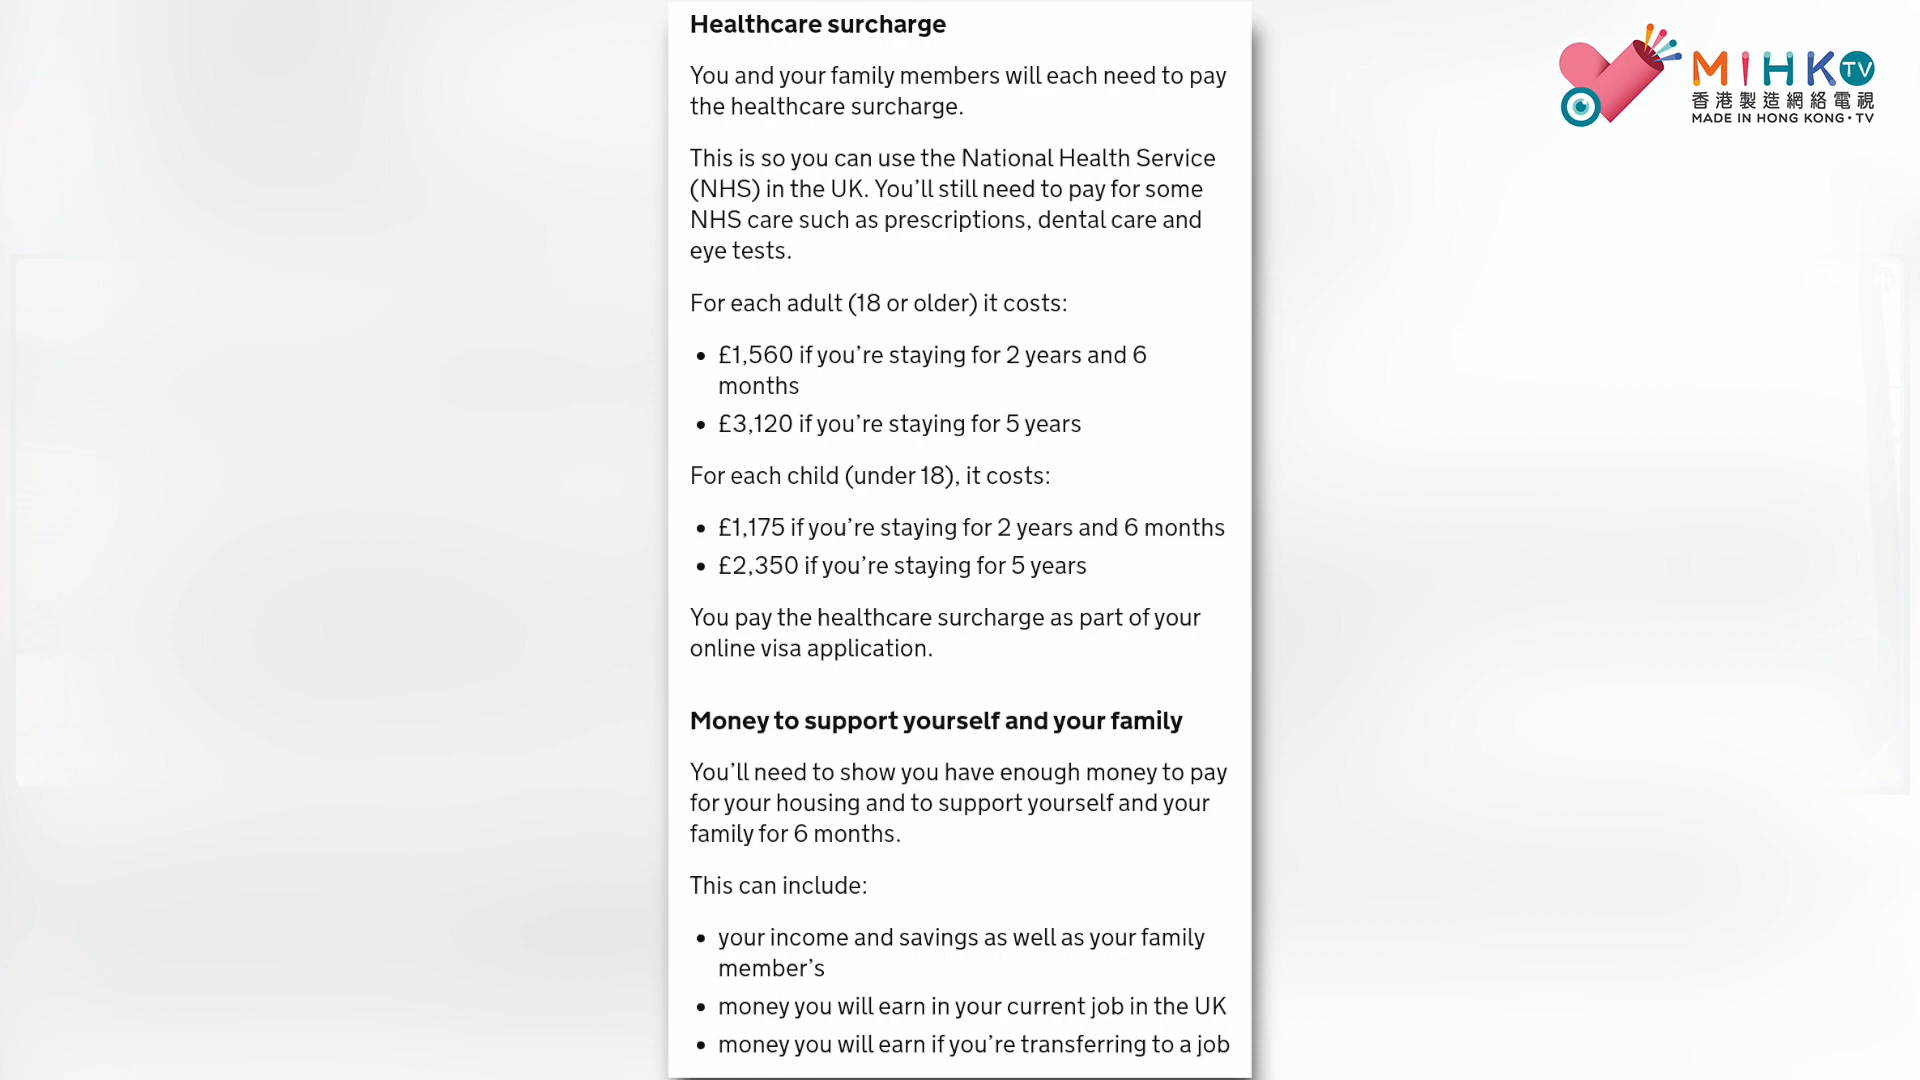 Healthcare surcharge
You and your family members will each need to pay
the healthcare surcharge.
This is so you can use the National Health Service
(NHS) in the UK. You’ll still need to pay for some
NHS care such as prescriptions, dental care and
eye tests.
For each adult (18 or older) it costs:
• £1,560 if you’re staying for 2 years and 6
months
• £3,120 if you’re staying for 5 years
For each child (under 18), it costs:
• £1,175 if you’re staying for 2 years and 6 months
• £2,350 if you’re staying for 5 years
You pay the healthcare surcharge as part of your
online visa application.
Money to support yourself and your family
You’ll need to show you have enough money to pay
for your housing and to support yourself and your
family for 6 months.
This can include:
• your income and savings as well as your family
member’s
• money you will earn in your current job in the UK
• money you will earn if you’re transferring to a job
MIHK TV
香港製造網絡電視
MADE IN HONG KONG・TV